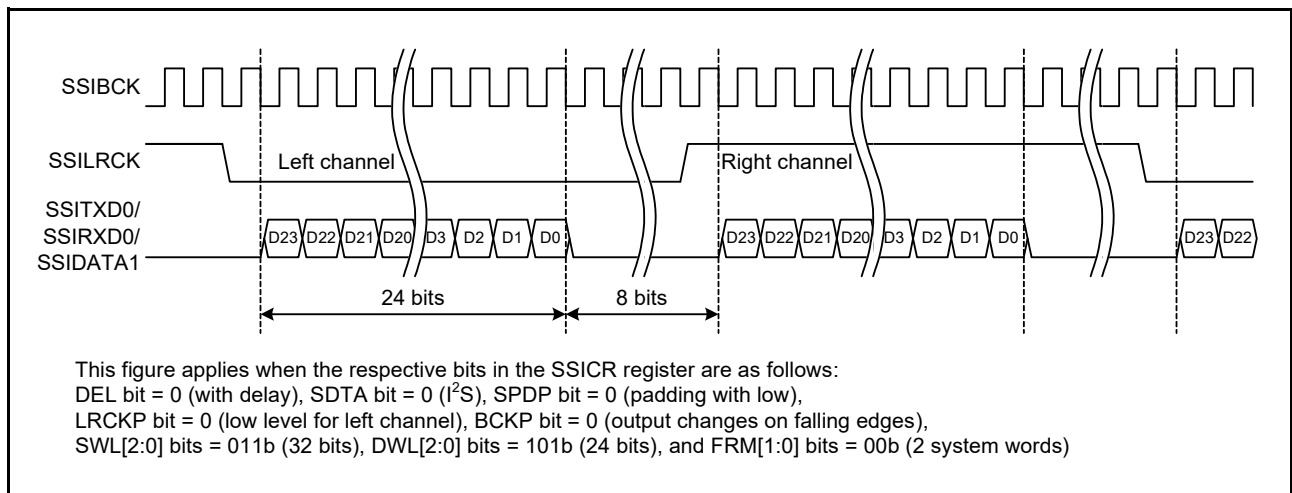 SSIBCK
SSILRCK
Left channel
Right channel
SSITXD0/
SSIRXD0/
SSIDATA1
D23 D22 D21 D20 D3 D2 D1 D0 D23 D22 D21 D20 D3 D2 D1 D0 D23 D22
24 bits
8 bits
This figure applies when the respective bits in the SSICR register are as follows:
DEL bit = 0 (with delay), SDTA bit = 0 (I²S), SPDP bit = 0 (padding with low),
LRCKP bit = 0 (low level for left channel), BCKP bit = 0 (output changes on falling edges),
SWL[2:0] bits = 011b (32 bits), DWL[2:0] bits = 101b (24 bits), and FRM[1:0] bits = 00b (2 system words)